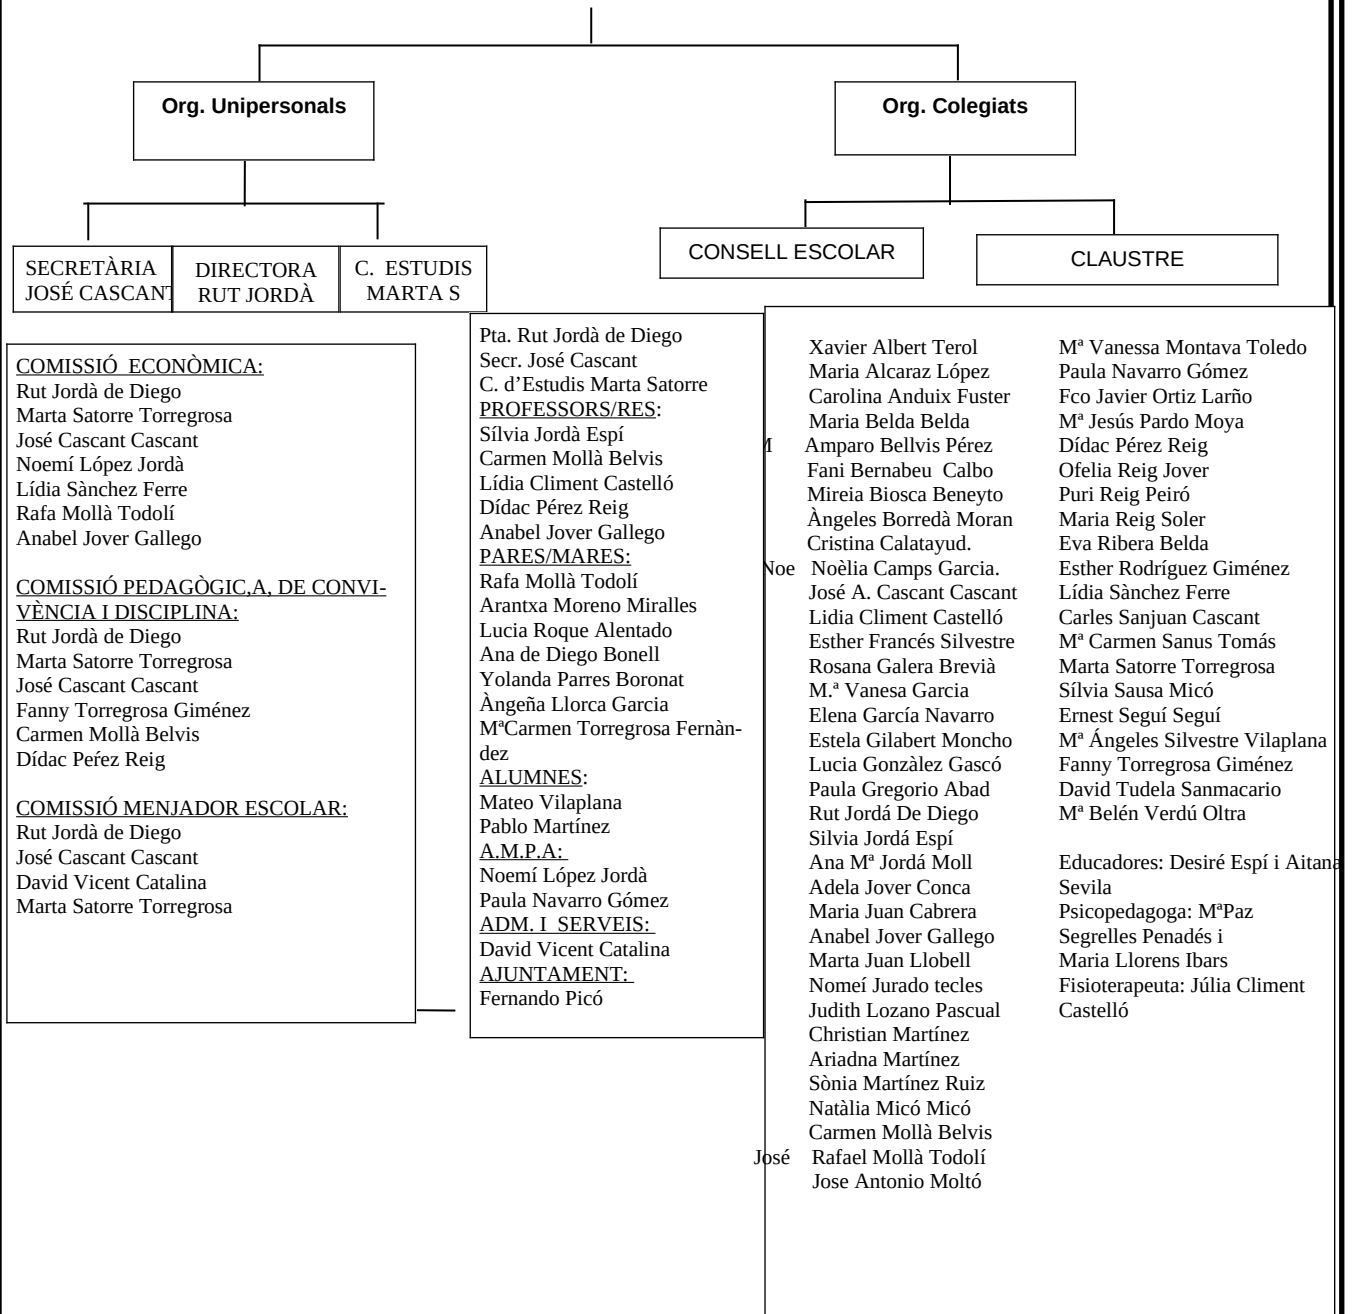 Org. Unipersonals
Org. Colegiats
SECRETÀRIA
JOSÉ CASCANT
DIRECTORA
RUT JORDÀ
C. ESTUDIS
MARTA S
CONSELL ESCOLAR
CLAUSTRE
COMISSIÓ ECONÒMICA:
Rut Jordà de Diego
Marta Satorre Torregrosa
José Cascant Cascant
Noemí López Jordà
Lídia Sànchez Ferre
Rafa Mollà Todolí
Anabel Jover Gallego
COMISSIÓ PEDAGÒGIC,A, DE CONVI-
VÈNCIA I DISCIPLINA:
Rut Jordà de Diego
Marta Satorre Torregrosa
José Cascant Cascant
Fanny Torregrosa Giménez
Carmen Mollà Belvis
Dídac Peŕez Reig
COMISSIÓ MENJADOR ESCOLAR:
Rut Jordà de Diego
José Cascant Cascant
David Vicent Catalina
Marta Satorre Torregrosa
Pta. Rut Jordà de Diego
Secr. José Cascant
C. d’Estudis Marta Satorre
PROFESSORS/RES:
Sílvia Jordà Espí
Carmen Mollà Belvis
Lídia Climent Castelló
Dídac Pérez Reig
Anabel Jover Gallego
PARES/MARES:
Rafa Mollà Todolí
Arantxa Moreno Miralles
Lucia Roque Alentado
Ana de Diego Bonell
Yolanda Parres Boronat
Àngeña Llorca Garcia
MªCarmen Torregrosa Fernàn-
dez
ALUMNES:
Mateo Vilaplana
Pablo Martínez
A.M.P.A:
Noemí López Jordà
Paula Navarro Gómez
ADM. I SERVEIS:
David Vicent Catalina
AJUNTAMENT:
Fernando Picó
Xavier Albert Terol
Maria Alcaraz López
Carolina Anduix Fuster
Maria Belda Belda
M Amparo Bellvis Pérez
Fani Bernabeu Calbo
Mireia Biosca Beneyto
Àngeles Borredà Moran
Cristina Calatayud.
Noe Noèlia Camps Garcia.
José A. Cascant Cascant
Lidia Climent Castelló
Esther Francés Silvestre
Rosana Galera Brevià
M.ª Vanesa Garcia
Elena García Navarro
Estela Gilabert Moncho
Lucia Gonzàlez Gascó
Paula Gregorio Abad
Rut Jordá De Diego
Silvia Jordá Espí
Ana Mª Jordá Moll
Adela Jover Conca
Maria Juan Cabrera
Anabel Jover Gallego
Marta Juan Llobell
Nomeí Jurado tecles
Judith Lozano Pascual
Christian Martínez
Ariadna Martínez
Sònia Martínez Ruiz
Natàlia Micó Micó
Carmen Mollà Belvis
José Rafael Mollà Todolí
Jose Antonio Moltó
Mª Vanessa Montava Toledo
Paula Navarro Gómez
Fco Javier Ortiz Larño
Mª Jesús Pardo Moya
Dídac Pérez Reig
Ofelia Reig Jover
Puri Reig Peiró
Maria Reig Soler
Eva Ribera Belda
Esther Rodríguez Giménez
Lídia Sànchez Ferre
Carles Sanjuan Cascant
Mª Carmen Sanus Tomás
Marta Satorre Torregrosa
Sílvia Sausa Micó
Ernest Seguí Seguí
Mª Ángeles Silvestre Vilaplana
Fanny Torregrosa Giménez
David Tudela Sanmacario
Mª Belén Verdú Oltra
Educadores: Desiré Espí i Aitana
Sevila
Psicopedagoga: MªPaz
Segrelles Penadés i
Maria Llorens Ibars
Fisioterapeuta: Júlia Climent
Castelló